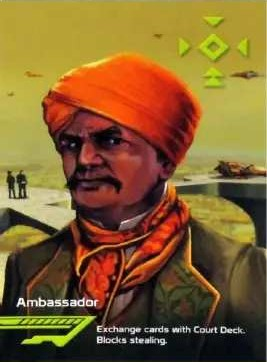 Ambassador
Exchange cards with Court Deck.
Blocks stealing.